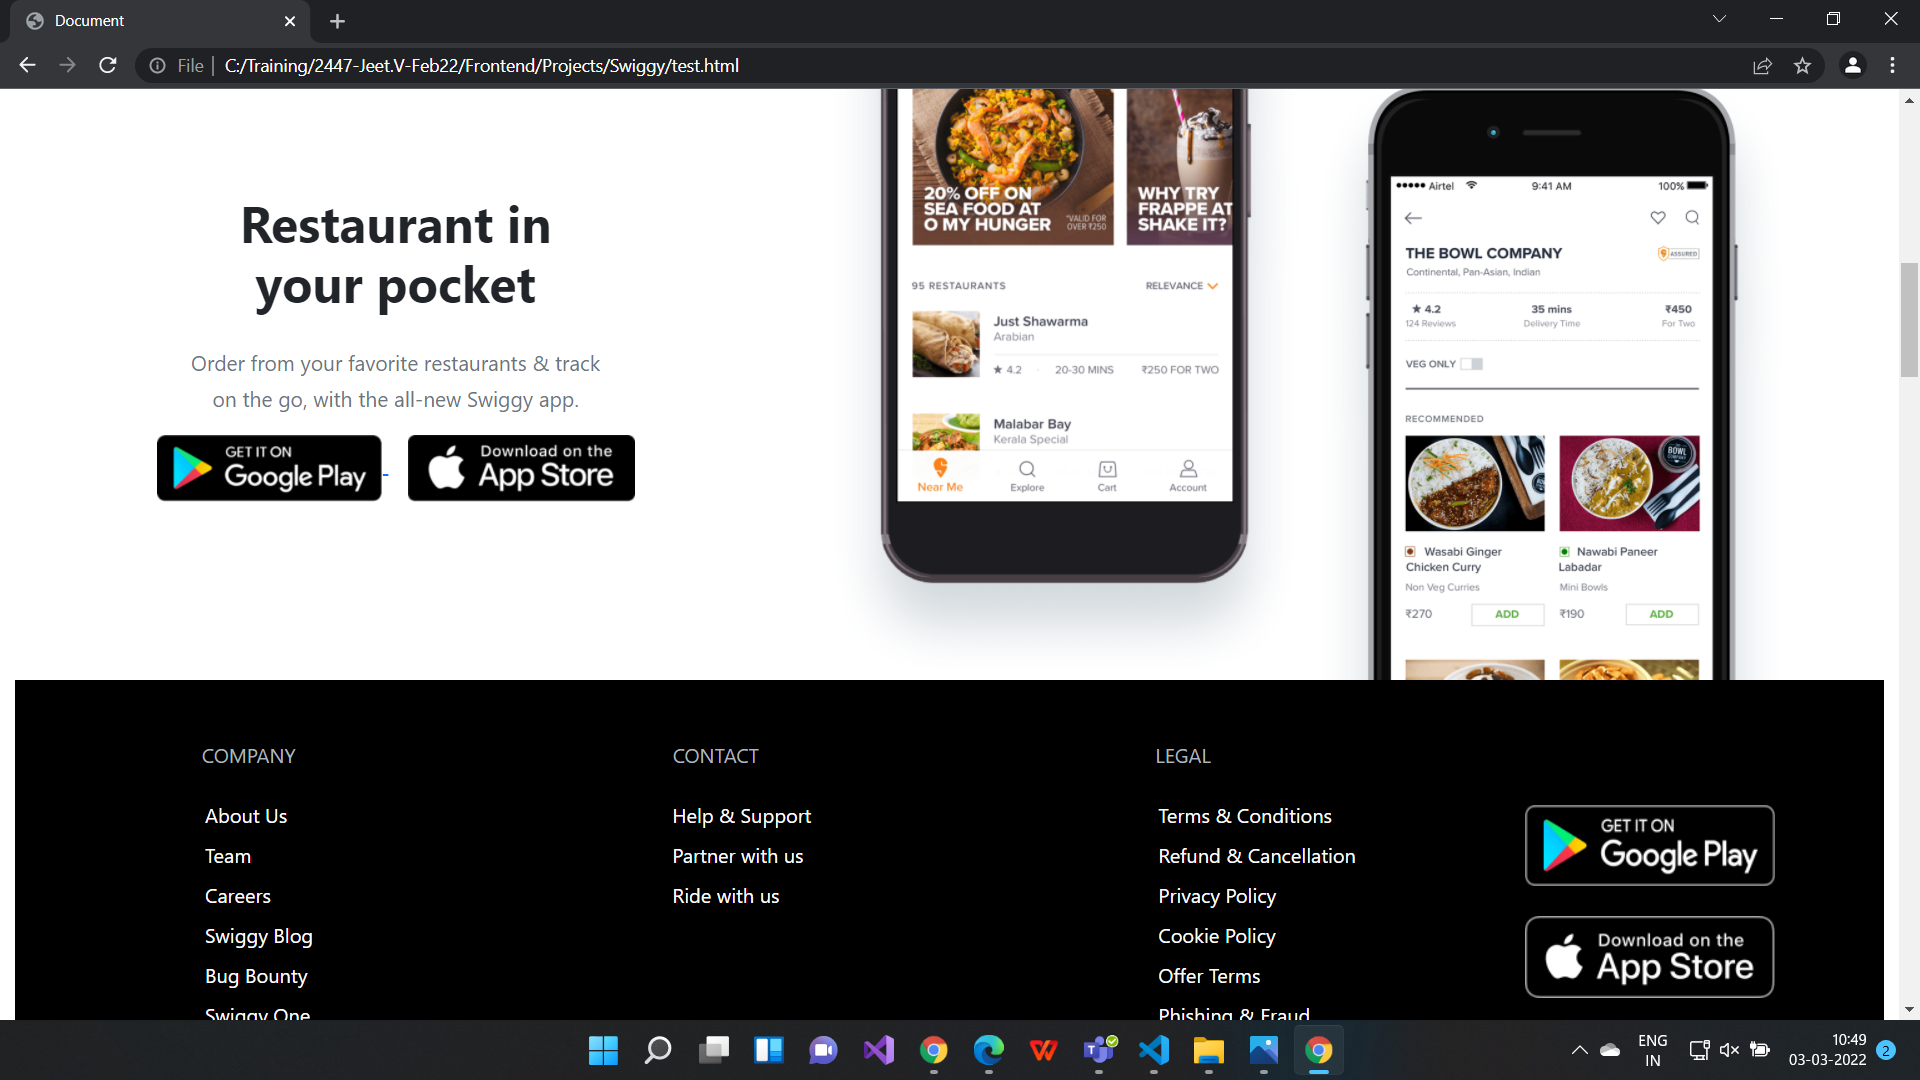 Document
File
C:/Training/2447-Jeet.V-Feb22/Frontend/Projects/Swiggy/test.html
Restaurant in
your pocket
Order from your favorite restaurants & track
on the go, with the all-new Swiggy app.
GET IT ON
Google Play
Download on the
App Store
20% OFF ON
SEA FOOD AT
O MY HUNGER
*VALID FOR
OVER ₹250
WHY TRY
FRAPPE AT
SHAKE IT?
95 RESTAURANTS
RELEVANCE
Just Shawarma
Arabian
★ 4.2 · 20-30 MINS ₹250 FOR TWO
Malabar Bay
Kerala Special
Near Me Explore Cart Account
Airtel 9:41 AM 100%
THE BOWL COMPANY
ASSURED
Continental, Pan-Asian, Indian
★ 4.2 35 mins ₹450
124 Reviews Delivery Time For Two
VEG ONLY
RECOMMENDED
BOWL
Wasabi Ginger
Chicken Curry
Non Veg Curries
₹270 ADD
Nawabi Paneer
Labadar
Mini Bowls
₹190 ADD
COMPANY
About Us
Team
Careers
Swiggy Blog
Bug Bounty
Swiggy One
CONTACT
Help & Support
Partner with us
Ride with us
LEGAL
Terms & Conditions
Refund & Cancellation
Privacy Policy
Cookie Policy
Offer Terms
Phishing & Fraud
GET IT ON
Google Play
Download on the
App Store
ENG
IN
10:49
03-03-2022
2